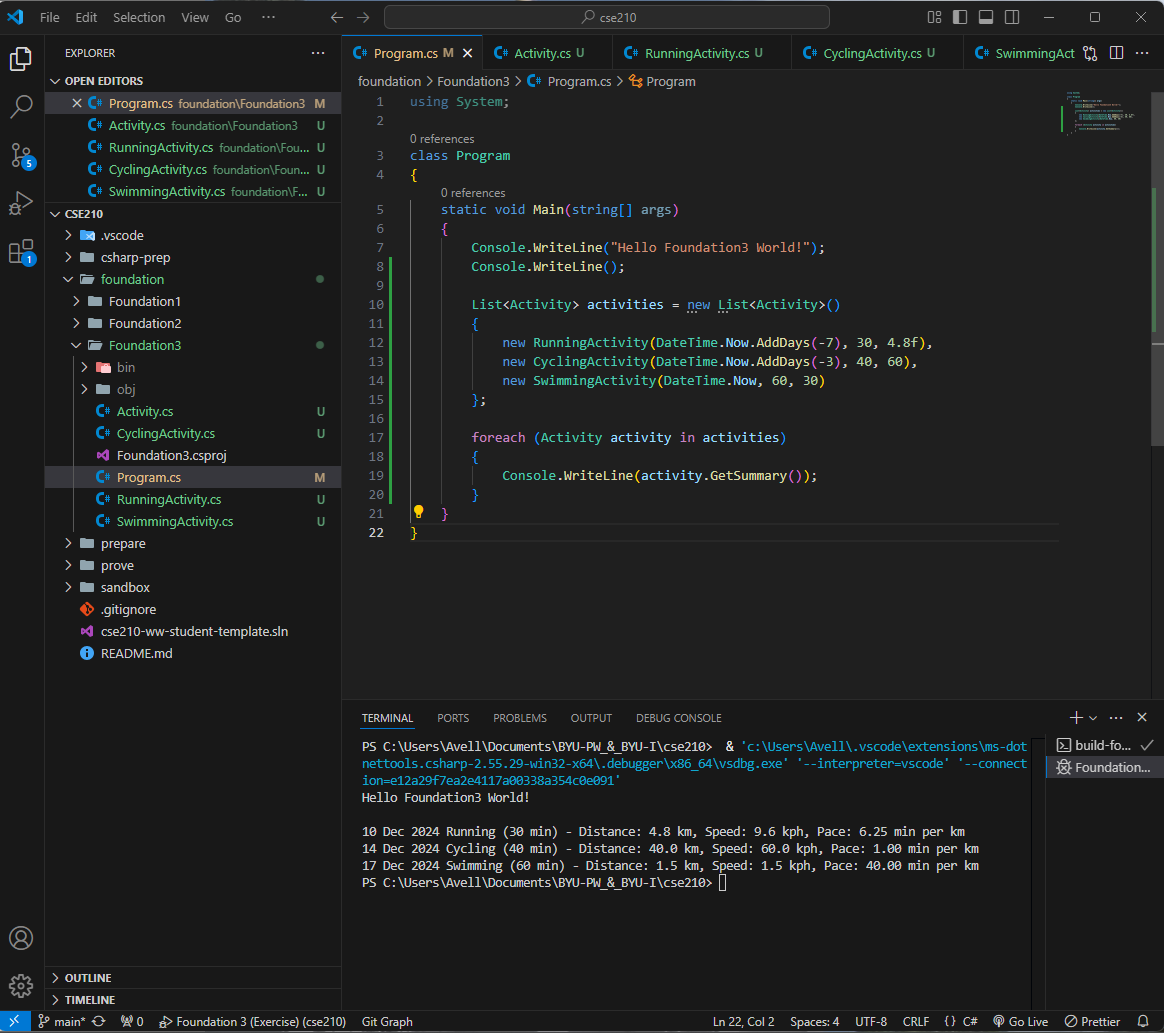 File Edit Selection View Go ··· cse210
EXPLORER ···
OPEN EDITORS
Program.cs foundation\Foundation3 M
Activity.cs foundation\Foundation3 U
RunningActivity.cs foundation\Fou... U
CyclingActivity.cs foundation\Foun... U
SwimmingActivity.cs foundation\F... U
CSE210
.vscode
csharp-prep
foundation
Foundation1
Foundation2
Foundation3
bin
obj
Activity.cs U
CyclingActivity.cs U
Foundation3.csproj
Program.cs M
RunningActivity.cs U
SwimmingActivity.cs U
prepare
prove
sandbox
.gitignore
cse210-ww-student-template.sln
README.md
OUTLINE
TIMELINE
5
1
Program.cs M Activity.cs U RunningActivity.cs U CyclingActivity.cs U SwimmingAct ···
foundation > Foundation3 > Program.cs > Program
1 using System;
2
0 references
3 class Program
4 {
0 references
5 static void Main(string[] args)
6 {
7 Console.WriteLine("Hello Foundation3 World!");
8 Console.WriteLine();
9
10 List<Activity> activities = new List<Activity>()
11 {
12 new RunningActivity(DateTime.Now.AddDays(-7), 30, 4.8f),
13 new CyclingActivity(DateTime.Now.AddDays(-3), 40, 60),
14 new SwimmingActivity(DateTime.Now, 60, 30)
15 };
16
17 foreach (Activity activity in activities)
18 {
19 Console.WriteLine(activity.GetSummary());
20 }
21 }
22 }
TERMINAL PORTS PROBLEMS OUTPUT DEBUG CONSOLE
PS C:\Users\Avell\Documents\BYU-PW_&_BYU-I\cse210> & 'c:\Users\Avell\.vscode\extensions\ms-dot
nettools.csharp-2.55.29-win32-x64\.debugger\x86_64\vsdbg.exe' '--interpreter=vscode' '--connect
ion=e12a29f7ea2e4117a00338a354c0e091'
Hello Foundation3 World!
10 Dec 2024 Running (30 min) - Distance: 4.8 km, Speed: 9.6 kph, Pace: 6.25 min per km
14 Dec 2024 Cycling (40 min) - Distance: 40.0 km, Speed: 60.0 kph, Pace: 1.00 min per km
17 Dec 2024 Swimming (60 min) - Distance: 1.5 km, Speed: 1.5 kph, Pace: 40.00 min per km
PS C:\Users\Avell\Documents\BYU-PW_&_BYU-I\cse210>
build-fo...
Foundation...
main* 0 Foundation 3 (Exercise) (cse210) Git Graph Ln 22, Col 2 Spaces: 4 UTF-8 CRLF {} C# Go Live Prettier